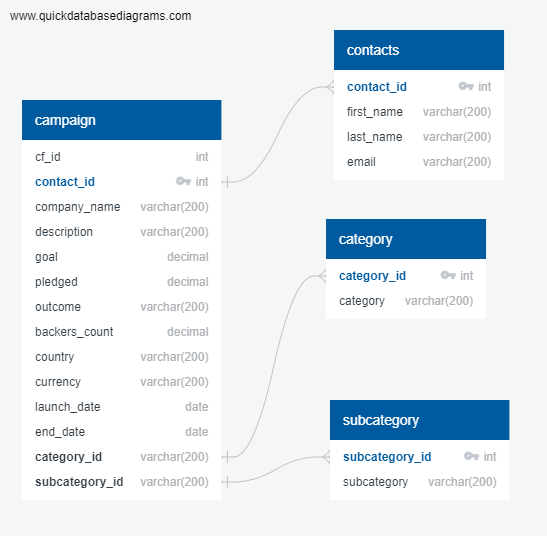 www.quickdatabasediagrams.com
campaign
cf_id int
contact_id int
company_name varchar(200)
description varchar(200)
goal decimal
pledged decimal
outcome varchar(200)
backers_count decimal
country varchar(200)
currency varchar(200)
launch_date date
end_date date
category_id varchar(200)
subcategory_id varchar(200)
contacts
contact_id int
first_name varchar(200)
last_name varchar(200)
email varchar(200)
category
category_id int
category varchar(200)
subcategory
subcategory_id int
subcategory varchar(200)